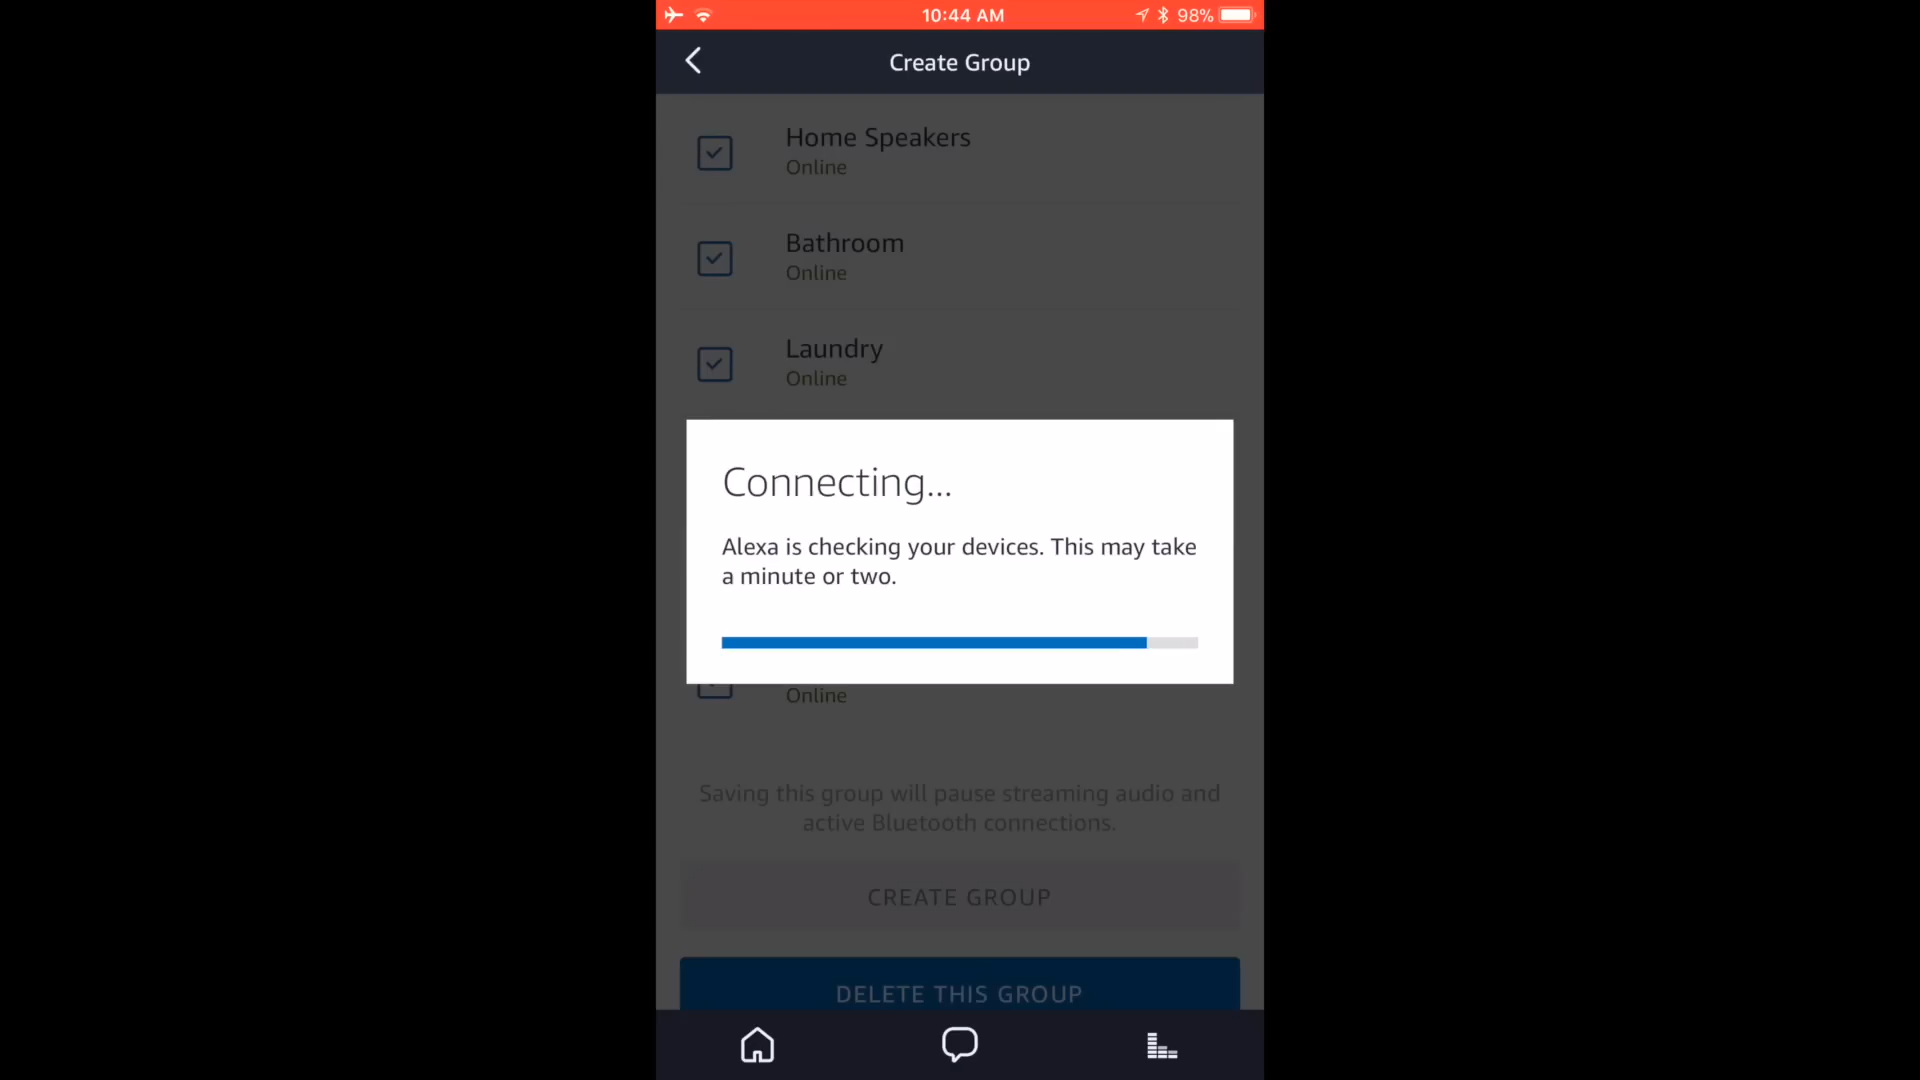 10:44 AM
98%
Create Group
Home Speakers
Online
Bathroom
Online
Laundry
Online
Connecting...
Alexa is checking your devices. This may take
a minute or two.
Online
Saving this group will pause streaming audio and
active Bluetooth connections.
CREATE GROUP
DELETE THIS GROUP